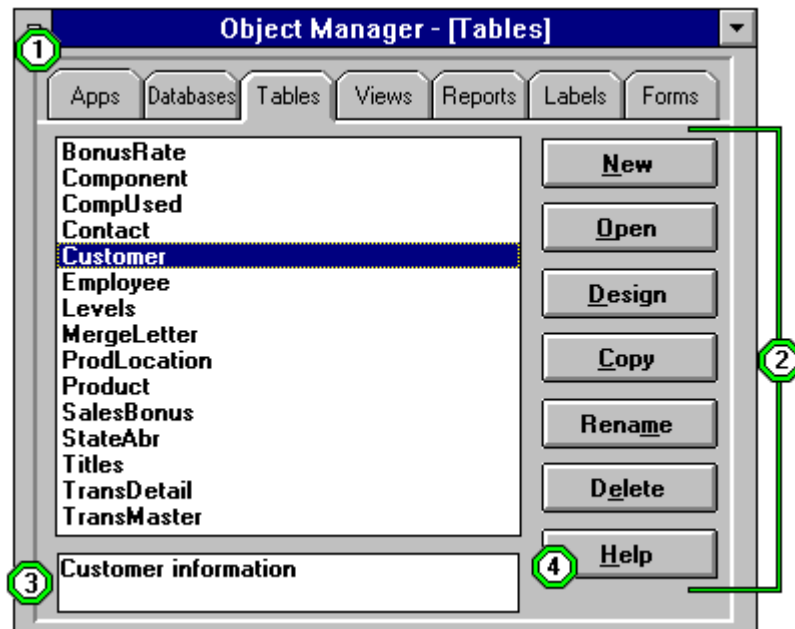 Object Manager - [Tables]
1
Apps Databases Tables Views Reports Labels Forms
BonusRate
Component
CompUsed
Contact
Customer
Employee
Levels
MergeLetter
ProdLocation
Product
SalesBonus
StateAbr
Titles
TransDetail
TransMaster
New
Open
Design
Copy
Rename
Delete
Help
2
3
Customer information
4